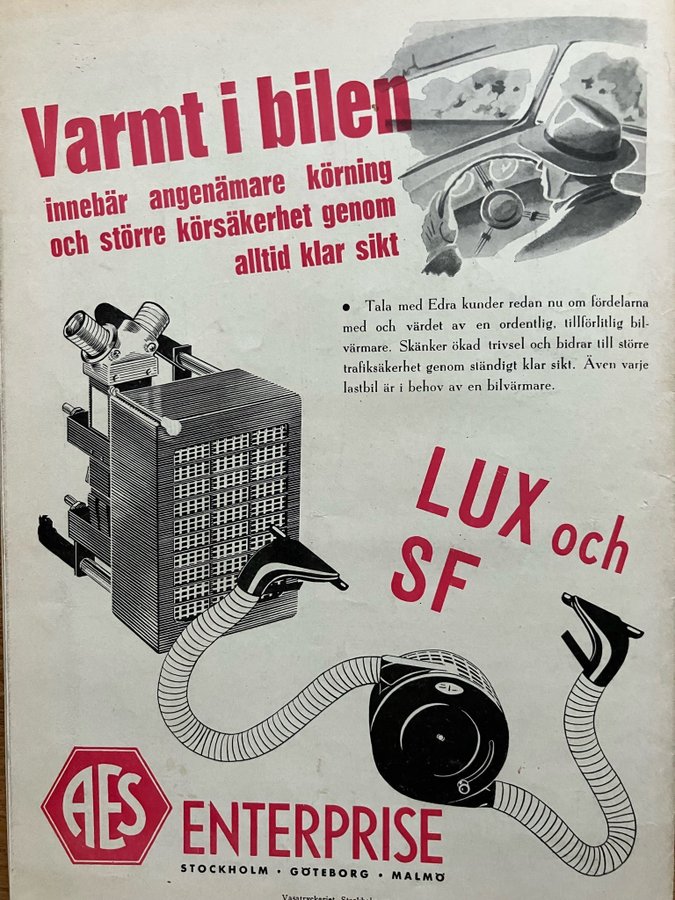 Varmt i bilen
innebär angenämare körning
och större körsäkerhet genom
alltid klar sikt
• Tala med Edra kunder redan nu om fördelarna
med och värdet av en ordentlig, tillförlitlig bil-
värmare. Skänker ökad trivsel och bidrar till större
trafiksäkerhet genom ständigt klar sikt. Även varje
lastbil är i behov av en bilvärmare.
LUX och
SF
AES
ENTERPRISE
STOCKHOLM · GÖTEBORG · MALMÖ
Vasatryckeriet